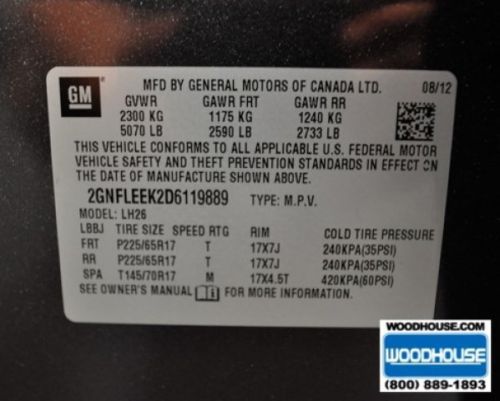 GM
MFD BY GENERAL MOTORS OF CANADA LTD. 08/12
GVWR GAWR FRT GAWR RR
2300 KG 1175 KG 1240 KG
5070 LB 2590 LB 2733 LB
THIS VEHICLE CONFORMS TO ALL APPLICABLE U.S. FEDERAL MOTOR
VEHICLE SAFETY AND THEFT PREVENTION STANDARDS IN EFFECT ON
THE DATE OF MANUFACTURE SHOWN ABOVE.
2GNFLEEK2D6119889 TYPE: M.P.V.
MODEL: LH26
LBBJ TIRE SIZE SPEED RTG RIM COLD TIRE PRESSURE
FRT P225/65R17 T 17X7J 240KPA(35PSI)
RR P225/65R17 T 17X7J 240KPA(35PSI)
SPA T145/70R17 M 17X4.5T 420KPA(60PSI)
SEE OWNER'S MANUAL FOR MORE INFORMATION.
WOODHOUSE.COM
WOODHOUSE
(800) 889-1893